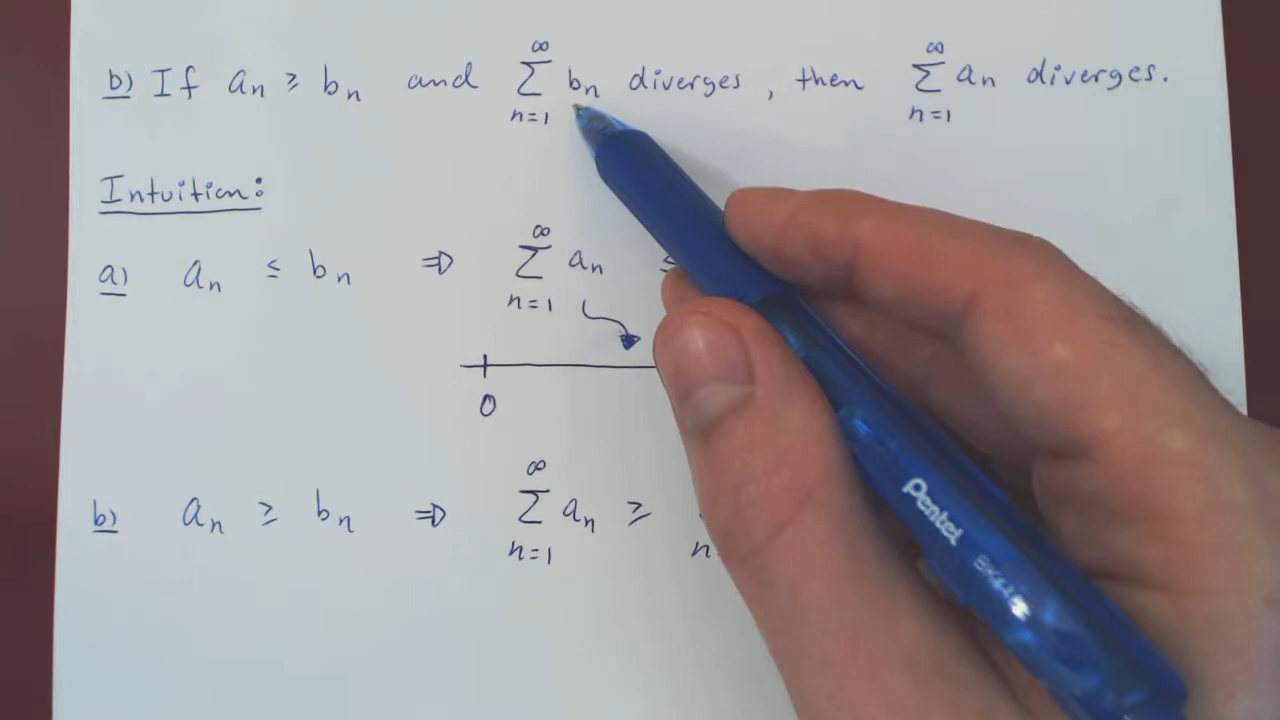 b) If aₙ ≥ bₙ and ∞∑n=1 bₙ diverges, then ∞∑n=1 aₙ diverges.
Intuition:
a) aₙ ≤ bₙ ⇒ ∞∑n=1 aₙ ≤
0
b) aₙ ≥ bₙ ⇒ ∞∑n=1 aₙ ≥ n
Pentel